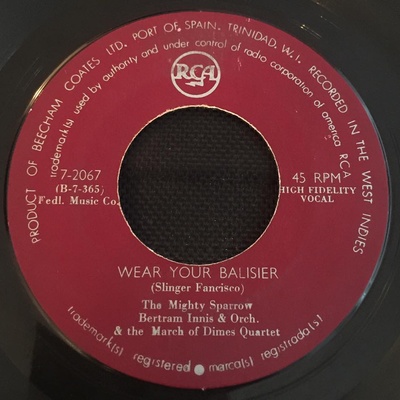 PRODUCT OF BEECHAM COATES LTD. PORT OF SPAIN, TRINIDAD, W.I. RECORDED IN THE WEST INDIES
trademark(s) used by authority and under control of radio corporation of america RCA
RCA
7-2067
(B-7-365)
Fedl. Music Co.
45 RPM
HIGH FIDELITY
VOCAL
WEAR YOUR BALISIER
(Slinger Fancisco)
The Mighty Sparrow
Bertram Innis & Orch.
& the March of Dimes Quartet
trademark(s) registered marca(s) registrada(s)